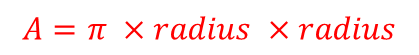 A = π × radius × radius